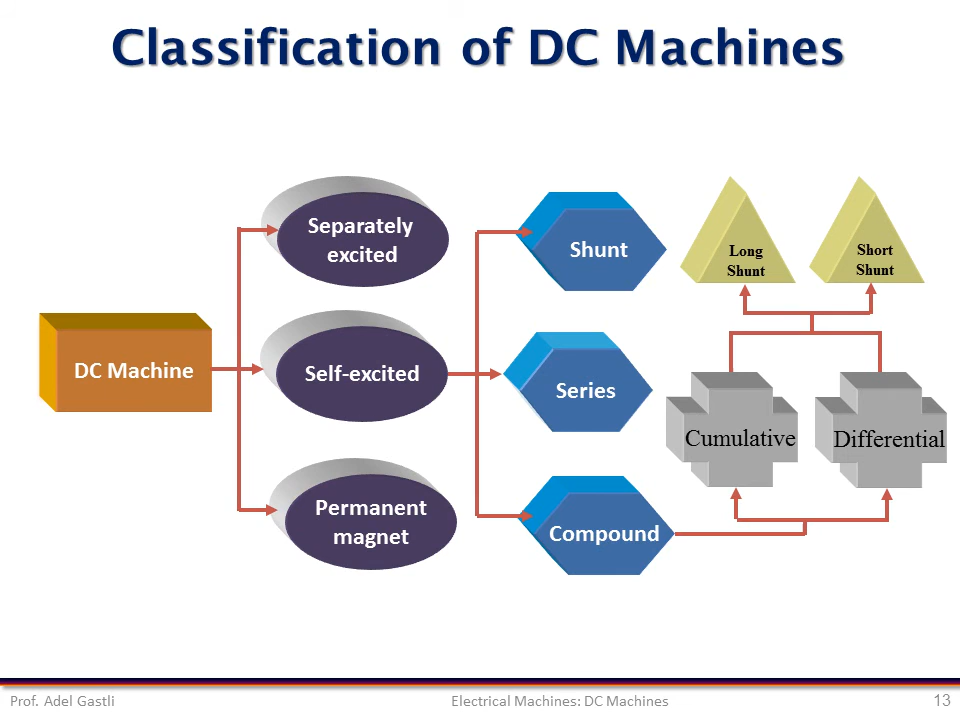 Classification of DC Machines
DC Machine
Separately
excited
Self-excited
Permanent
magnet
Shunt
Series
Compound
Long
Shunt
Short
Shunt
Cumulative
Differential
Prof. Adel Gastli
Electrical Machines: DC Machines
13